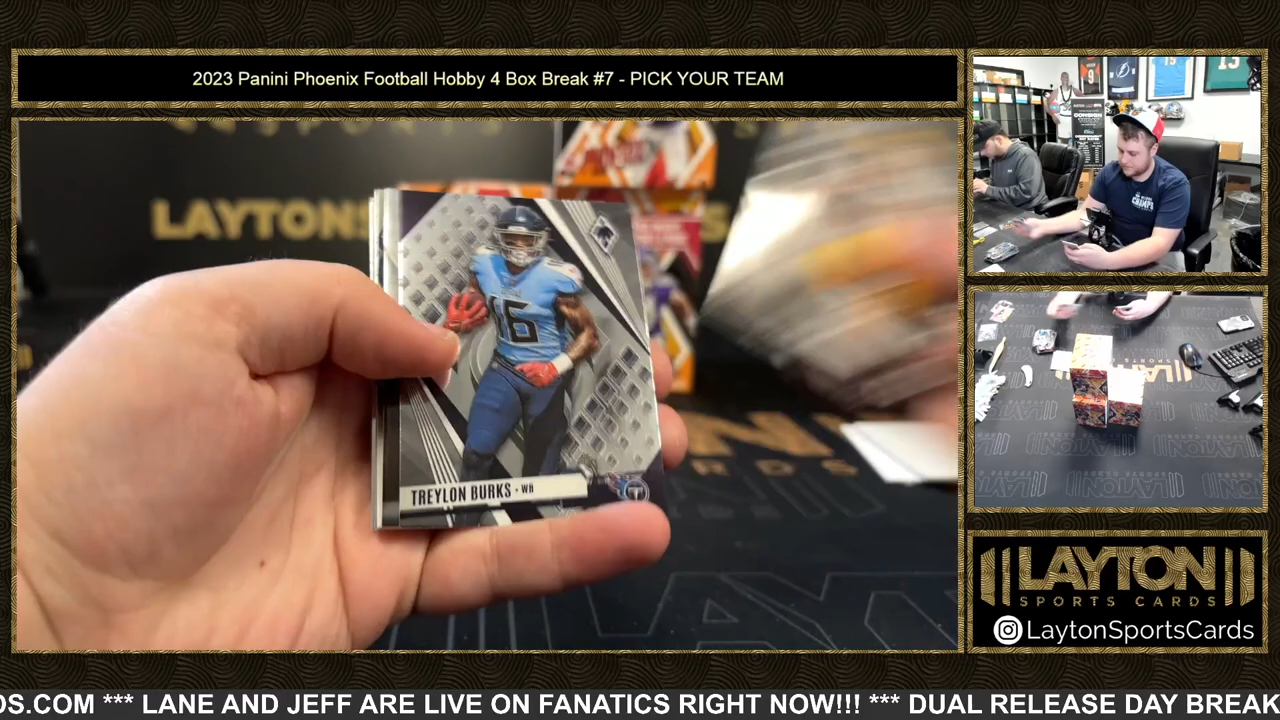 2023 Panini Phoenix Football Hobby 4 Box Break #7 - PICK YOUR TEAM
LAYTONS
16
TREYLON BURKS • WR
CARDS
LAYTON
SPORTS CARDS
LaytonSportsCards
DS.COM *** LANE AND JEFF ARE LIVE ON FANATICS RIGHT NOW!!! *** DUAL RELEASE DAY BREAK